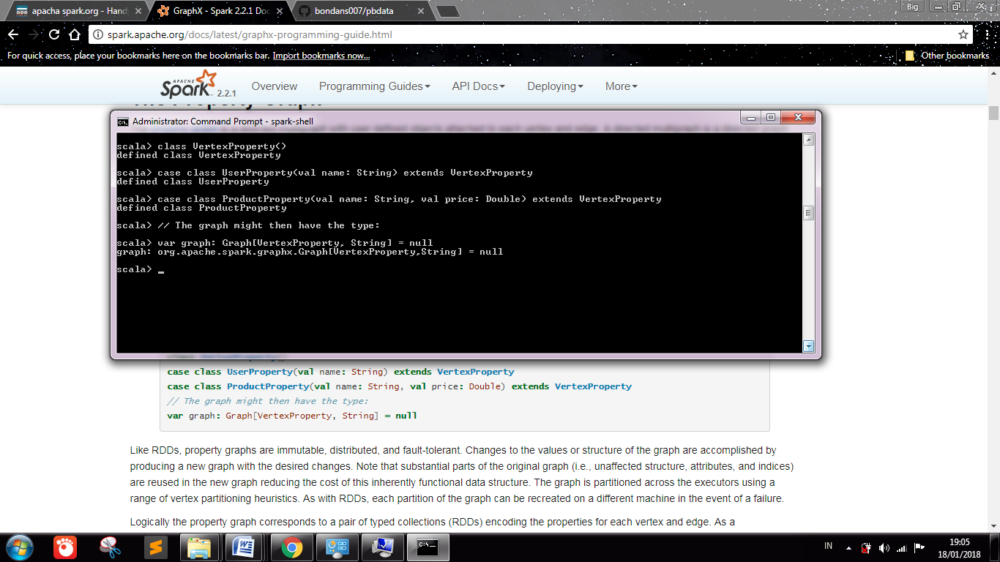 apacha spark.org - Hand
GraphX - Spark 2.2.1 Doc
bondans007/pbdata
Big
spark.apache.org/docs/latest/graphx-programming-guide.html
For quick access, place your bookmarks here on the bookmarks bar. Import bookmarks now...
Other bookmarks
APACHE
Spark 2.2.1
Overview
Programming Guides
API Docs
Deploying
More
Administrator: Command Prompt - spark-shell
scala> class VertexProperty()
defined class VertexProperty
scala> case class UserProperty(val name: String) extends VertexProperty
defined class UserProperty
scala> case class ProductProperty(val name: String, val price: Double) extends VertexProperty
defined class ProductProperty
scala> // The graph might then have the type:
scala> var graph: Graph[VertexProperty, String] = null
graph: org.apache.spark.graphx.Graph[VertexProperty,String] = null
scala> _
case class UserProperty(val name: String) extends VertexProperty
case class ProductProperty(val name: String, val price: Double) extends VertexProperty
// The graph might then have the type:
var graph: Graph[VertexProperty, String] = null
Like RDDs, property graphs are immutable, distributed, and fault-tolerant. Changes to the values or structure of the graph are accomplished by
producing a new graph with the desired changes. Note that substantial parts of the original graph (i.e., unaffected structure, attributes, and indices)
are reused in the new graph reducing the cost of this inherently functional data structure. The graph is partitioned across the executors using a
range of vertex partitioning heuristics. As with RDDs, each partition of the graph can be recreated on a different machine in the event of a failure.
Logically the property graph corresponds to a pair of typed collections (RDDs) encoding the properties for each vertex and edge. As a
IN
19:05
18/01/2018